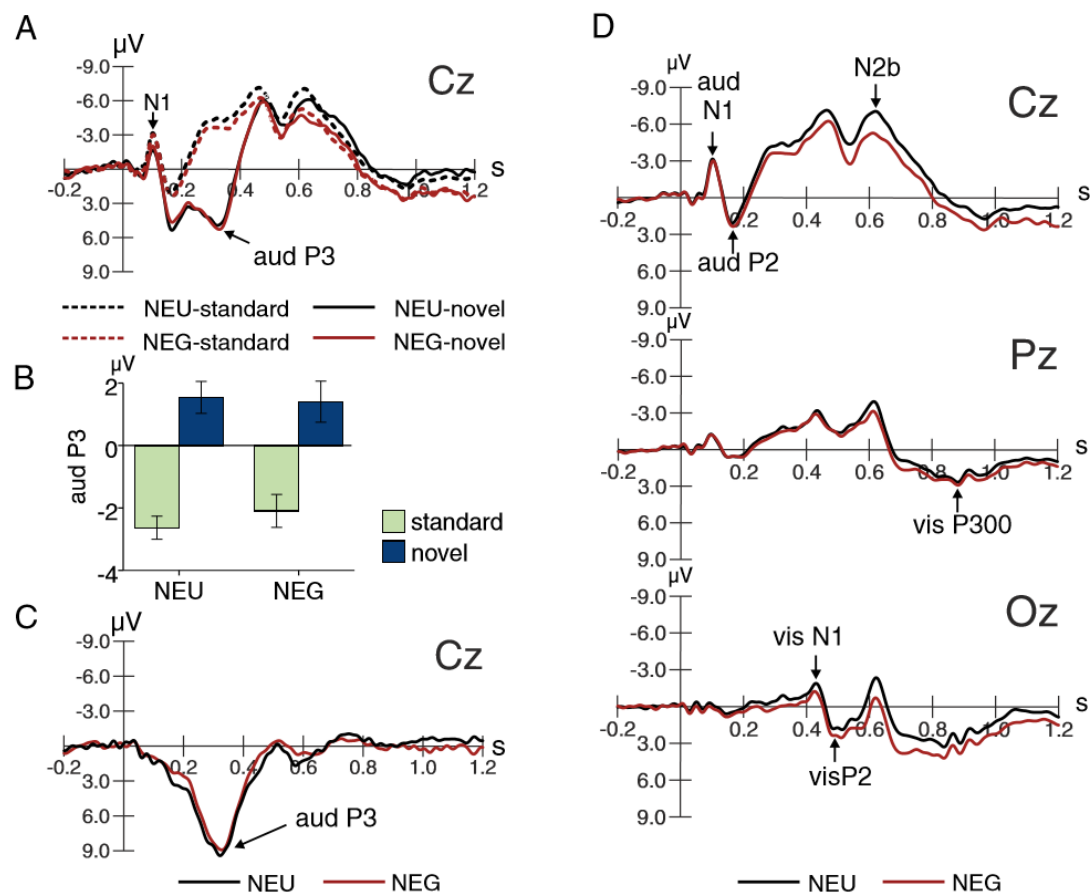 A
µV
Cz
-9.0
-6.0
-3.0
3.0
6.0
9.0
N1
aud P3
-0.2 0.2 0.4 0.6 0.8 1.0 1.2 s
NEU-standard NEU-novel
NEG-standard NEG-novel
B
µV
aud P3
2
0
-2
-4
NEU NEG
standard
novel
C
µV
Cz
-9.0
-6.0
-3.0
3.0
6.0
9.0
-0.2 0.2 0.4 0.6 0.8 1.0 1.2 s
aud P3
NEU NEG
D
µV
Cz
-9.0
-6.0
-3.0
3.0
6.0
9.0
aud
N1
N2b
-0.2 0.2 0.4 0.6 0.8 1.0 1.2 s
aud P2
µV
Pz
-9.0
-6.0
-3.0
3.0
6.0
9.0
-0.2 0.2 0.4 0.6 0.8 1.0 1.2 s
vis P300
µV
Oz
-9.0
-6.0
-3.0
3.0
6.0
9.0
vis N1
-0.2 0.2 0.4 0.6 0.8 1.0 1.2 s
visP2
NEU NEG